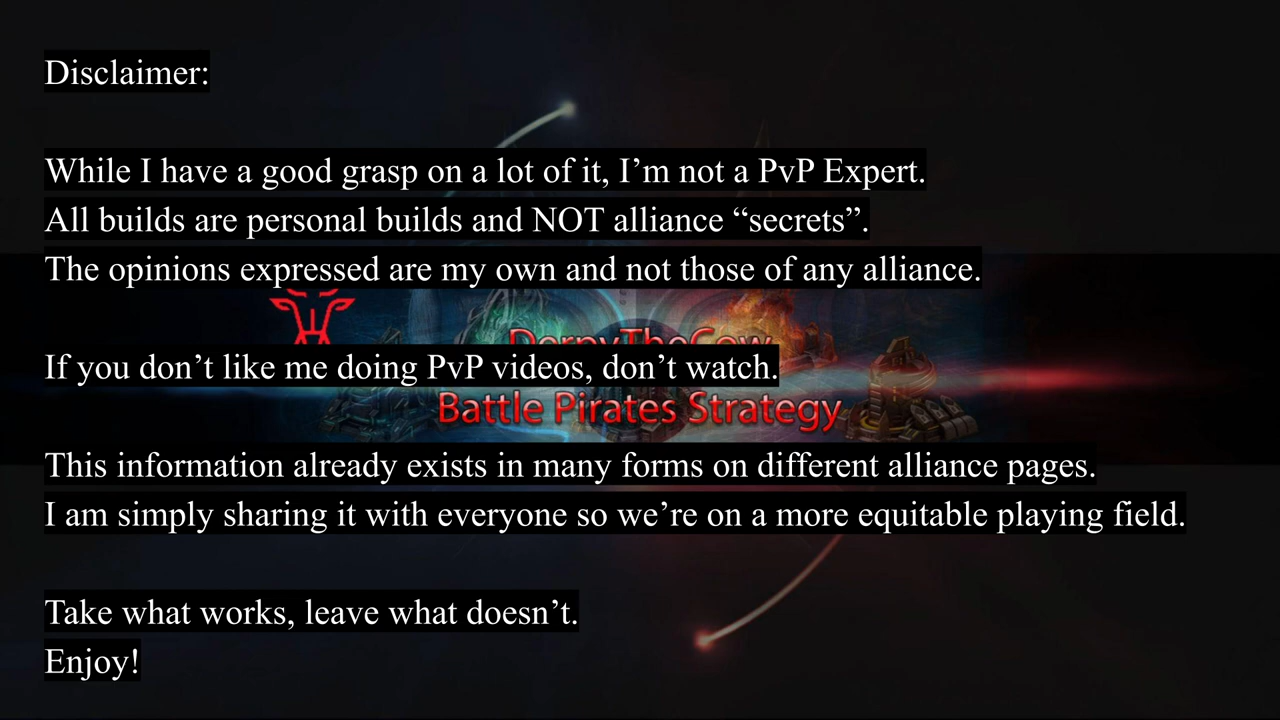 Disclaimer:
While I have a good grasp on a lot of it, I’m not a PvP Expert.
All builds are personal builds and NOT alliance “secrets”.
The opinions expressed are my own and not those of any alliance.
DerpyTheCow
If you don’t like me doing PvP videos, don’t watch.
Battle Pirates Strategy
This information already exists in many forms on different alliance pages.
I am simply sharing it with everyone so we’re on a more equitable playing field.
Take what works, leave what doesn’t.
Enjoy!